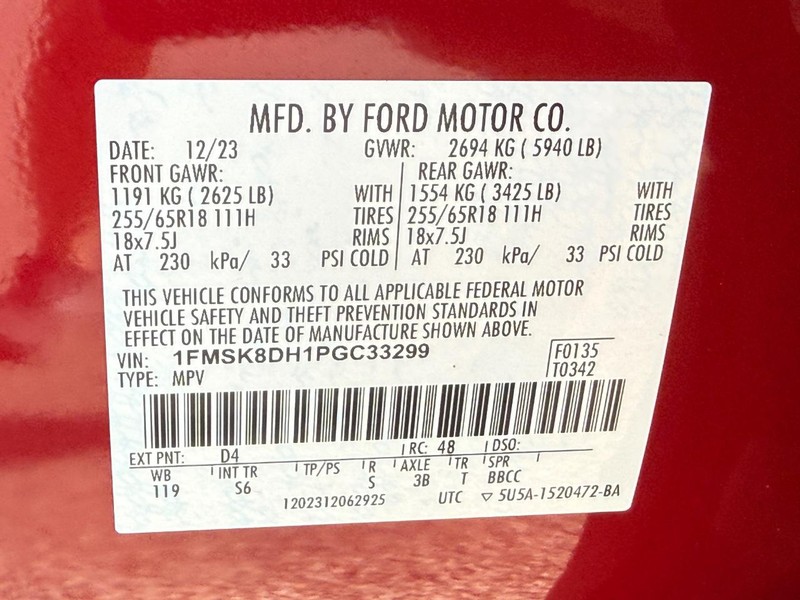 MFD. BY FORD MOTOR CO.
DATE: 12/23 GVWR: 2694 KG ( 5940 LB)
FRONT GAWR: REAR GAWR:
1191 KG ( 2625 LB) WITH 1554 KG ( 3425 LB) WITH
255/65R18 111H TIRES 255/65R18 111H TIRES
18x7.5J RIMS 18x7.5J RIMS
AT 230 kPa/ 33 PSI COLD AT 230 kPa/ 33 PSI COLD
THIS VEHICLE CONFORMS TO ALL APPLICABLE FEDERAL MOTOR
VEHICLE SAFETY AND THEFT PREVENTION STANDARDS IN
EFFECT ON THE DATE OF MANUFACTURE SHOWN ABOVE.
VIN: 1FMSK8DH1PGC33299 F0135
TYPE: MPV T0342
EXT PNT: D4 RC: 48 DSO:
WB INT TR TP/PS R AXLE TR SPR
119 S6 S 3B T BBCC
1202312062925 UTC ▽ 5U5A-1520472-BA